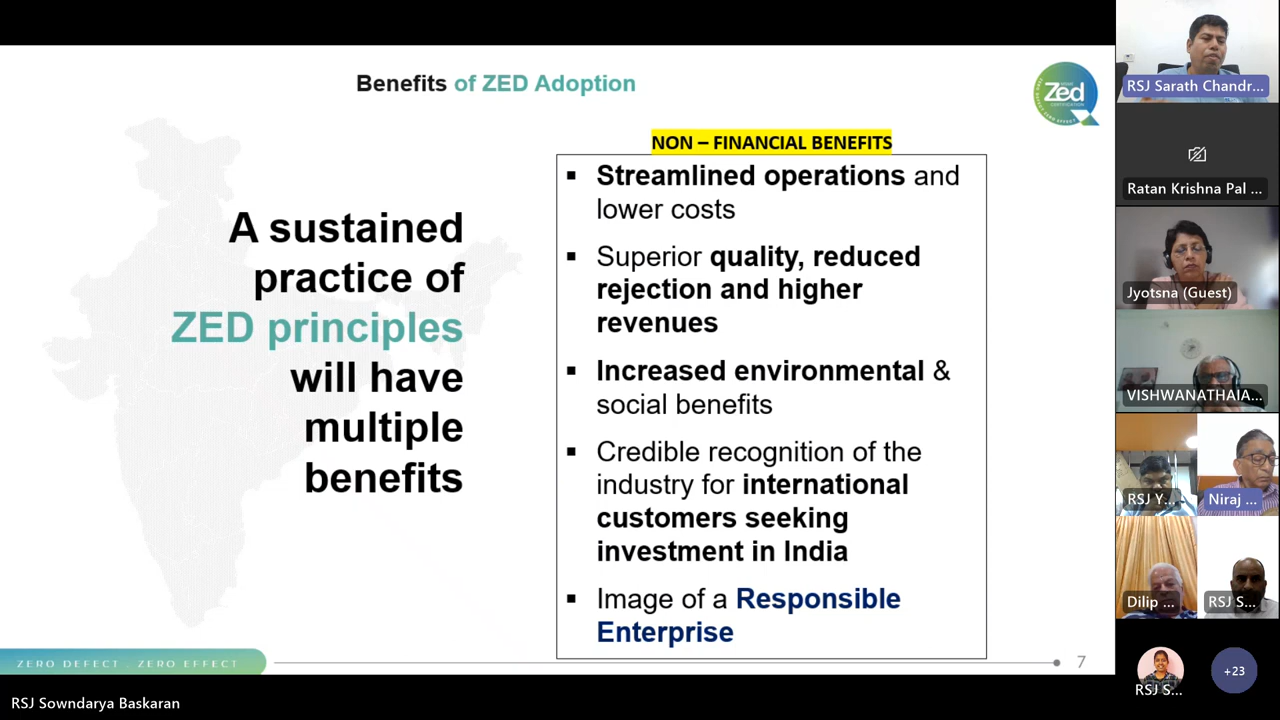 Benefits of ZED Adoption
Zed
CERTIFICATION
NON – FINANCIAL BENEFITS
A sustained
practice of
ZED principles
will have
multiple
benefits
▪ Streamlined operations and
lower costs
▪ Superior quality, reduced
rejection and higher
revenues
▪ Increased environmental &
social benefits
▪ Credible recognition of the
industry for international
customers seeking
investment in India
▪ Image of a Responsible
Enterprise
ZERO DEFECT . ZERO EFFECT
7
RSJ Sowndarya Baskaran
RSJ Sarath Chandr...
Ratan Krishna Pal ...
Jyotsna (Guest)
VISHWANATHAIA...
RSJ Y...
Niraj ...
Dilip ...
RSJ S...
RSJ S...
+23